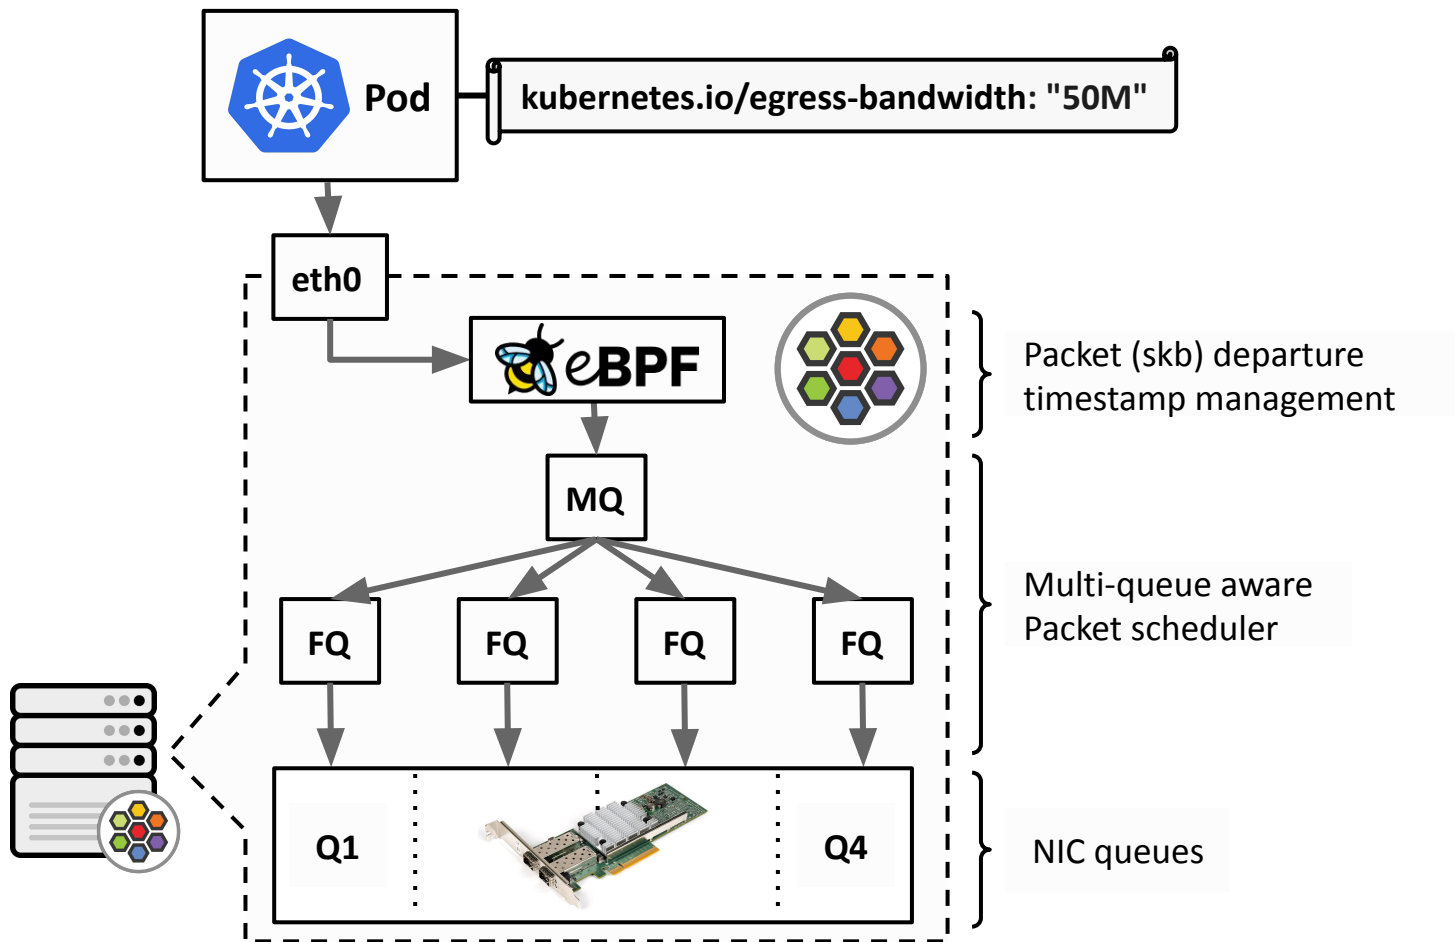 Pod
kubernetes.io/egress-bandwidth: "50M"
eth0
eBPF
Packet (skb) departure
timestamp management
MQ
Multi-queue aware
Packet scheduler
FQ
FQ
FQ
FQ
Q1
Q4
NIC queues